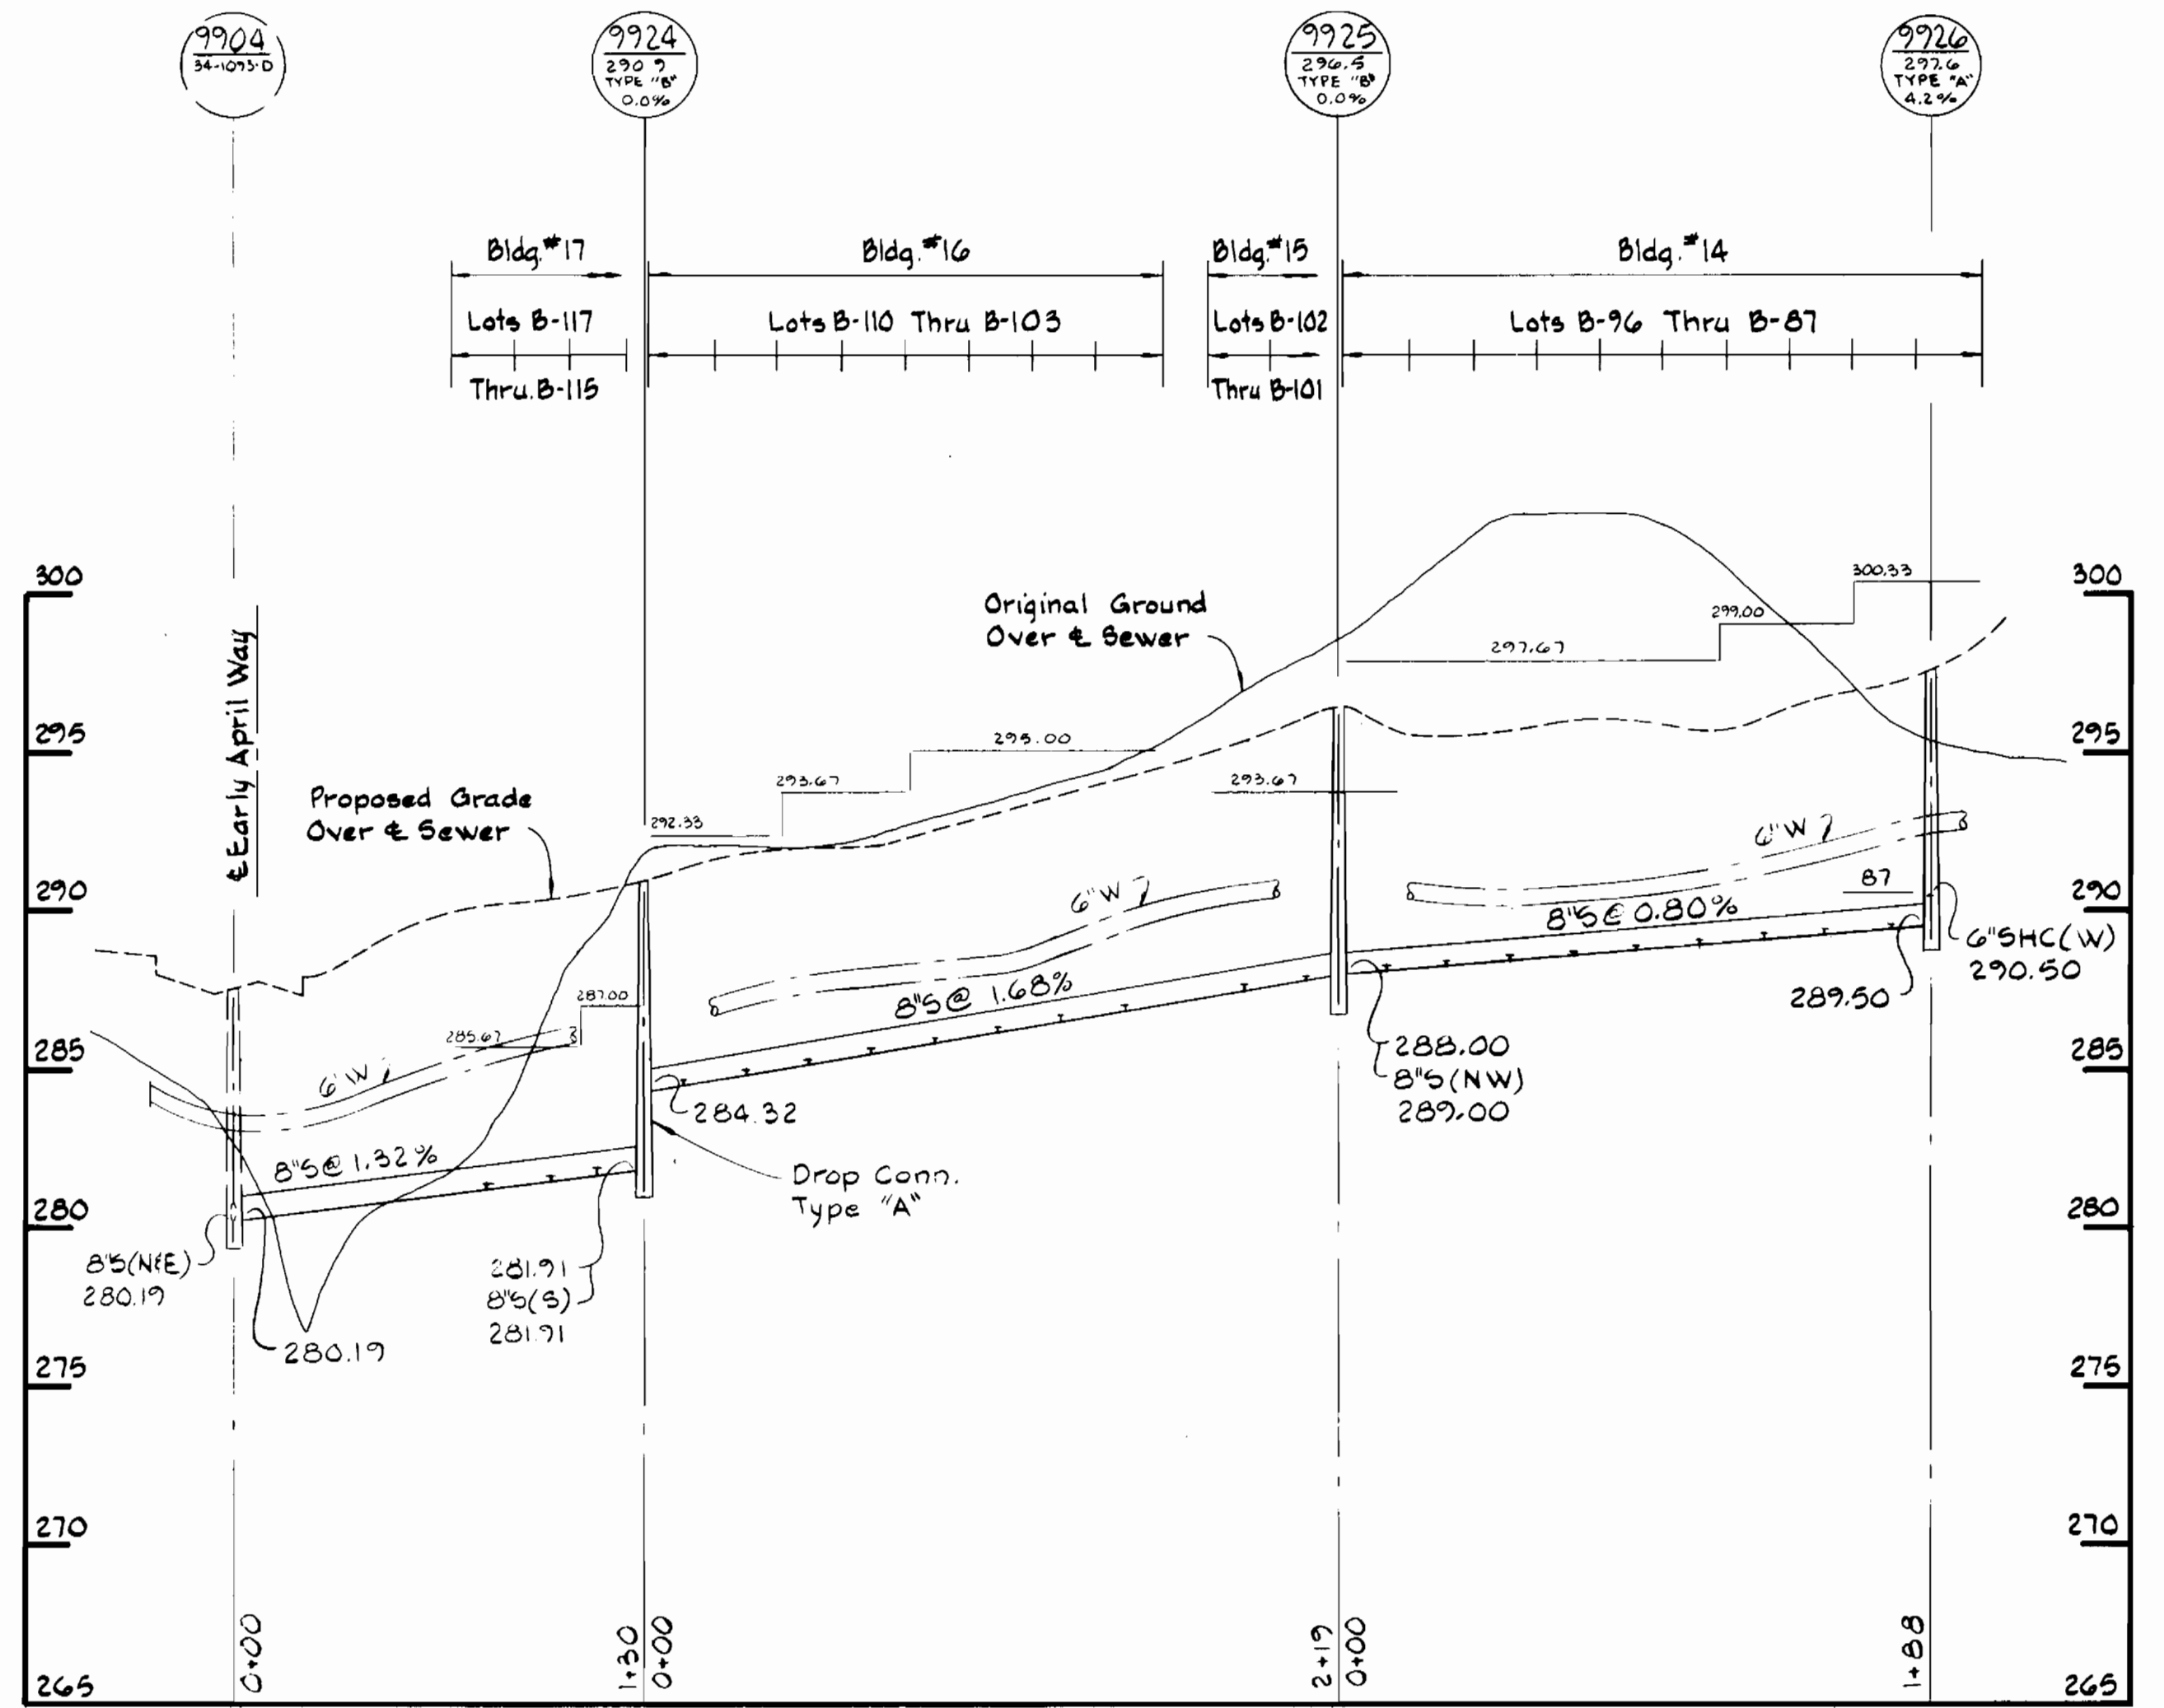 9904
34-1093-D
9924
290.9
TYPE "B"
0.0%
9925
296.5
TYPE "B"
0.0%
9926
297.6
TYPE "A"
4.2%
Bldg.#17
Bldg.#16
Bldg.#15
Bldg.#14
Lots B-117
Thru.B-115
Lots B-110 Thru B-103
Lots B-102
Thru B-101
Lots B-96 Thru B-87
300
300
295
295
290
290
285
285
280
280
275
275
270
270
265
265
℄ Early April Way
Proposed Grade
Over ℄ Sewer
Original Ground
Over ℄ Sewer
300.33
299.00
297.67
295.00
293.67
293.67
292.33
287.00
285.67
6"W
6"W
6'W
87
8"S@ 0.80%
8"S@ 1.68%
8"S@ 1.32%
6"SHC(W)
290.50
289.50
288.00
8"S(NW)
289.00
284.32
Drop Conn.
Type "A"
8"S(N&E)
280.19
280.19
281.91
8"S(S)
281.91
0+00
1+30
0+00
2+19
0+00
1+88